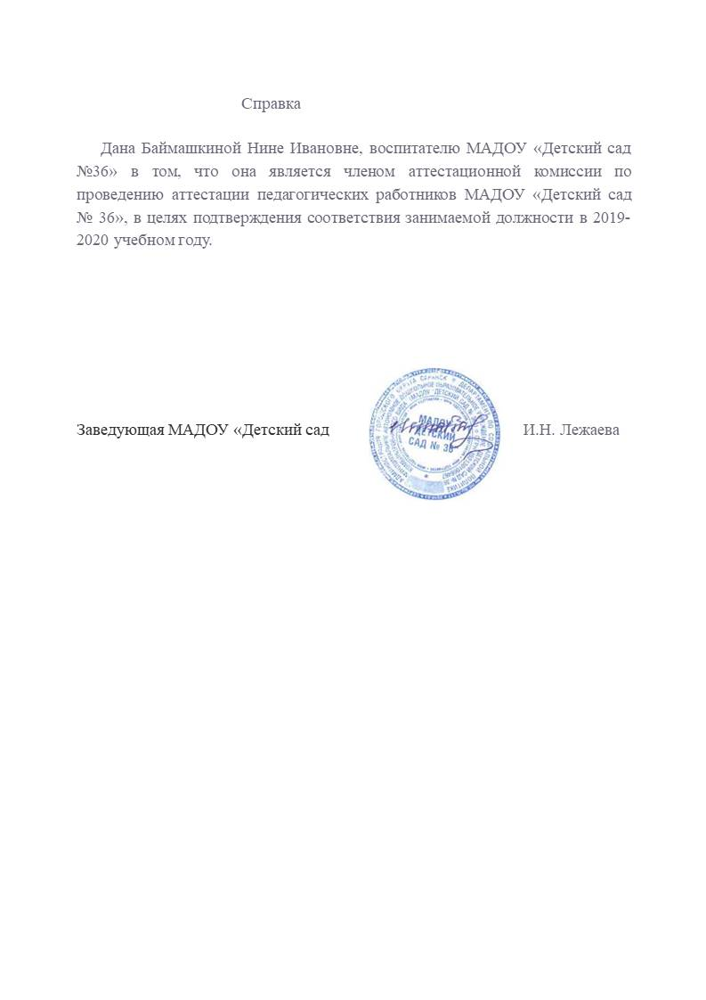 Справка
Дана Баймашкиной Нине Ивановне, воспитателю МАДОУ «Детский сад
№36» в том, что она является членом аттестационной комиссии по
проведению аттестации педагогических работников МАДОУ «Детский сад
№ 36», в целях подтверждения соответствия занимаемой должности в 2019-
2020 учебном году.
Заведующая МАДОУ «Детский сад
МАДОУ
ДЕТСКИЙ
САД № 36
И.Н. Лежаева